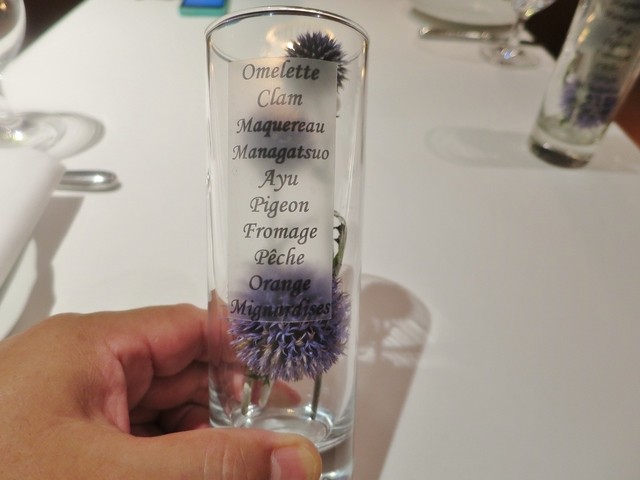 Omelette
Clam
Maquereau
Managatsuo
Ayu
Pigeon
Fromage
Pêche
Orange
Mignardises